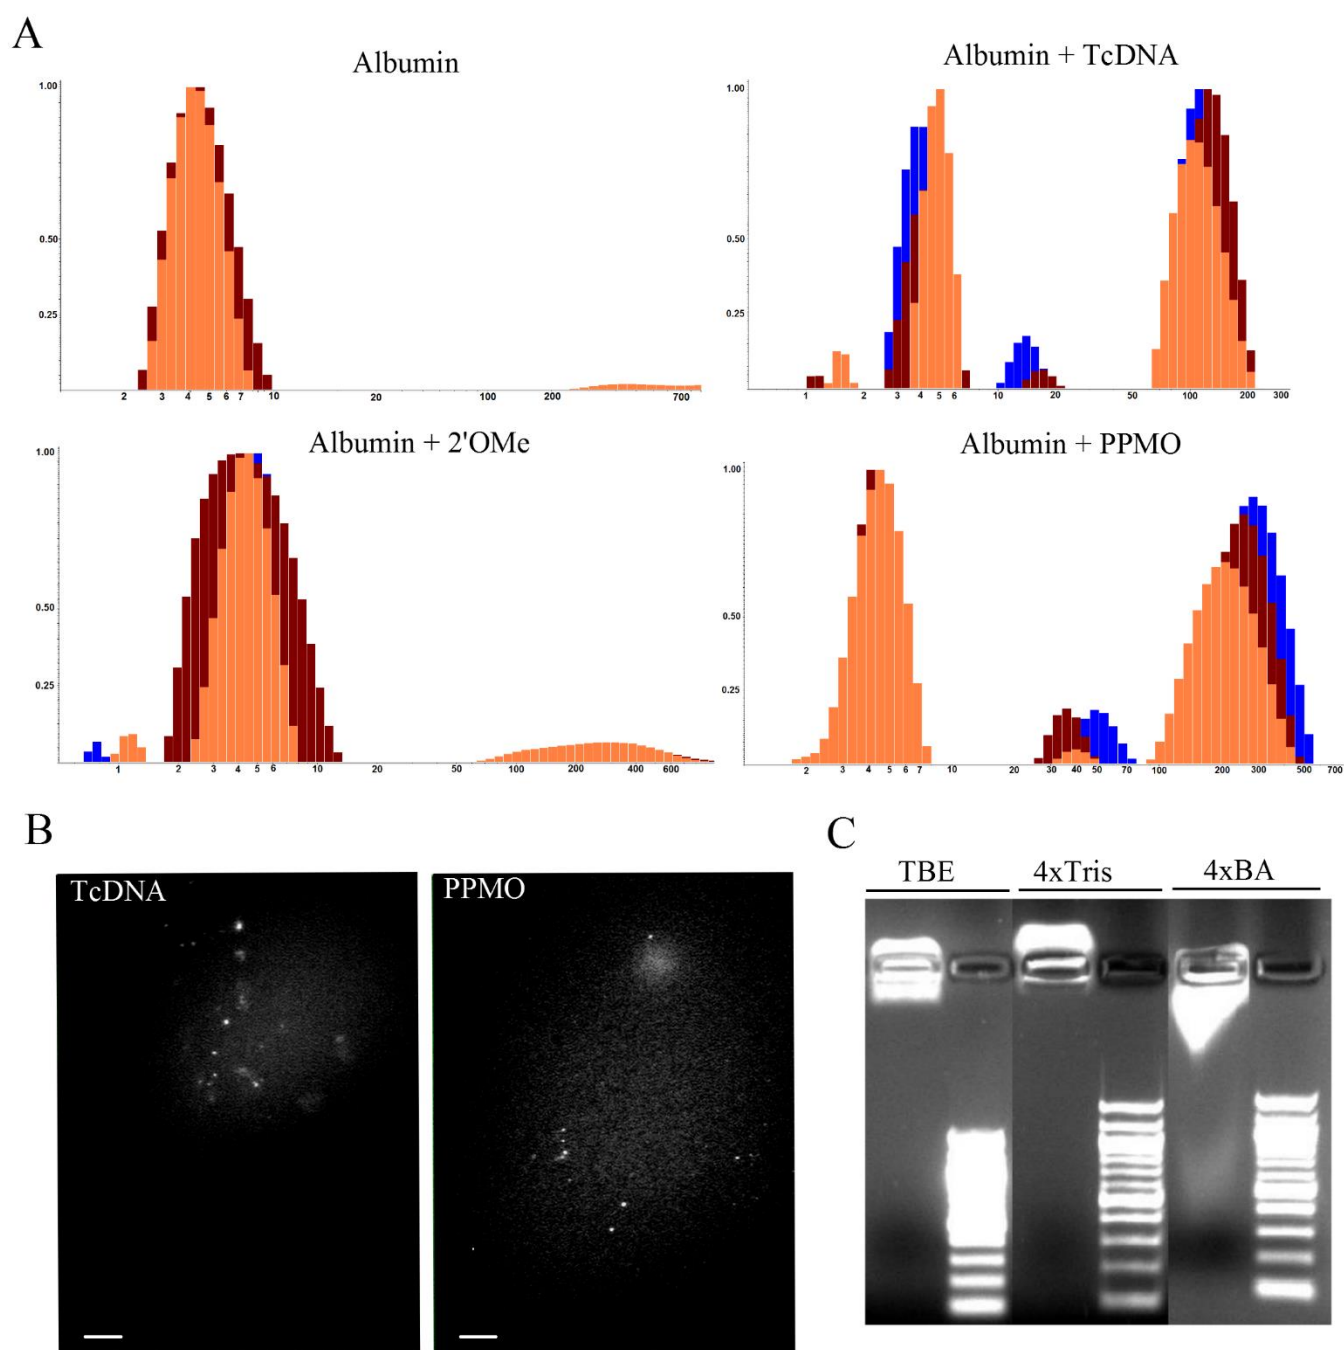 A
Albumin
1.00
0.50
0.25
2 3 4 5 6 7 10 20 100 200 700
Albumin + TcDNA
1.00
0.50
0.25
1 2 3 4 5 6 10 20 50 100 200 300
Albumin + 2'OMe
1.00
0.50
0.25
1 2 3 4 5 6 10 20 50 100 200 400 600
Albumin + PPMO
1.00
0.50
0.25
2 3 4 5 6 7 10 20 30 40 50 70 100 200 300 500 700
B
TcDNA
PPMO
C
TBE 4xTris 4xBA